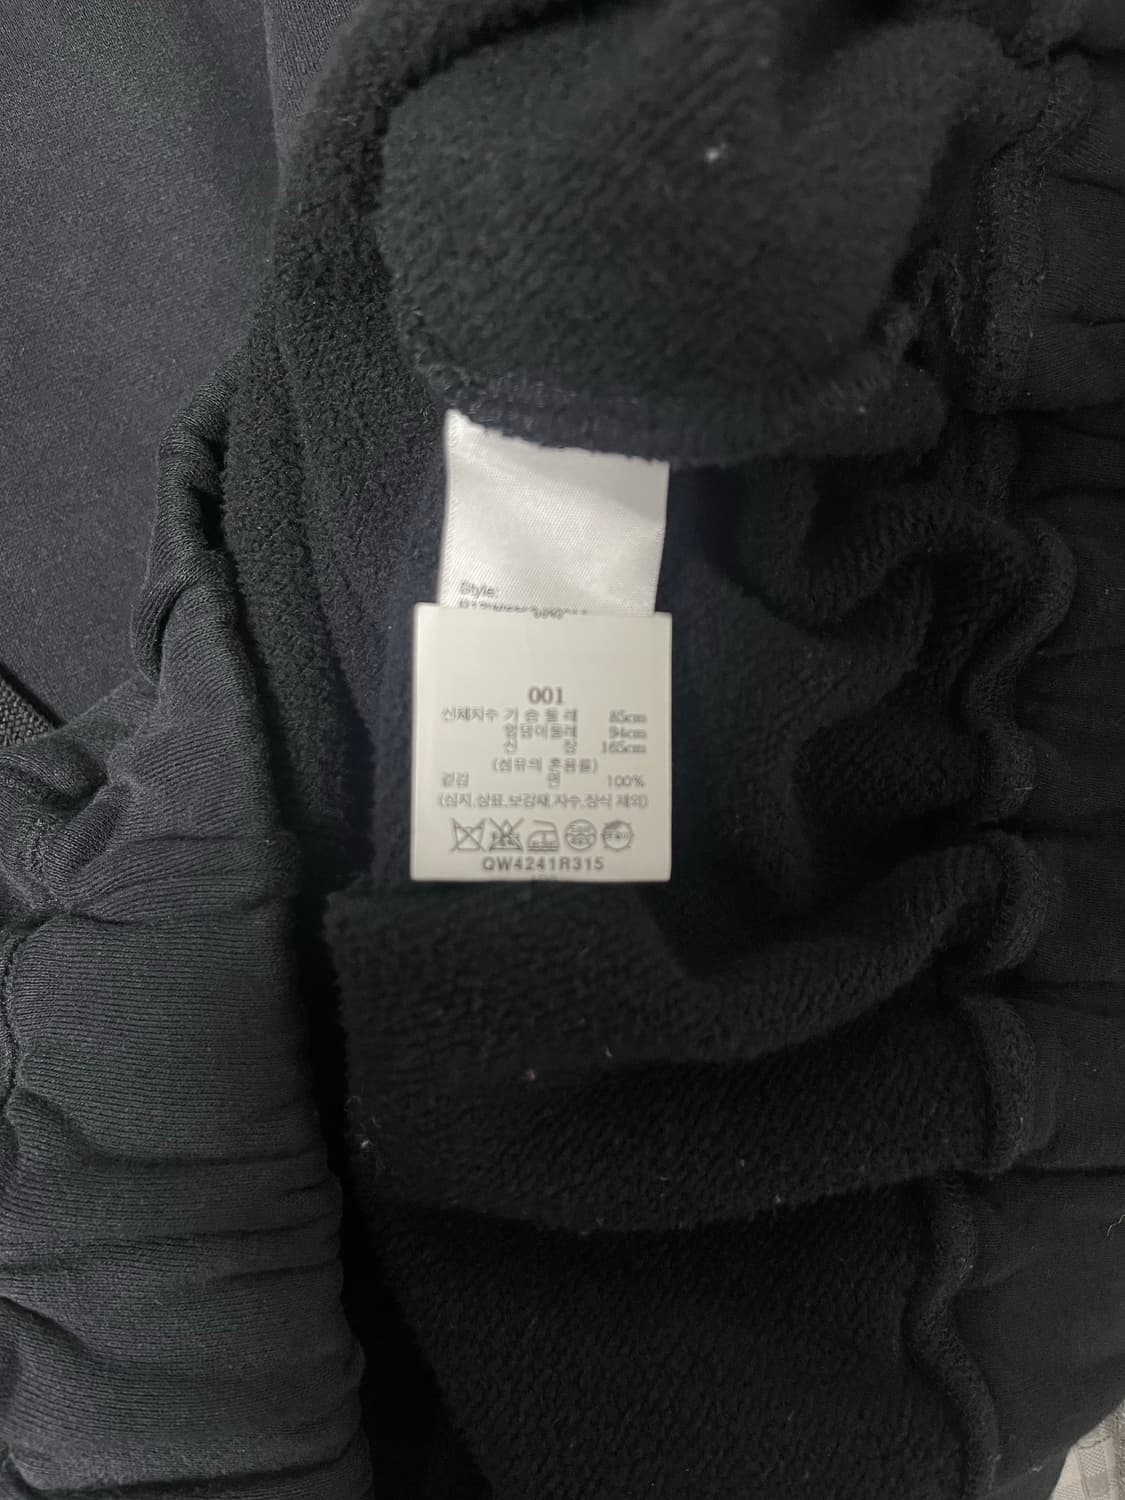 Style:
001
신체지수 가 슴 둘 레 85cm
엉덩이둘레 94cm
신 장 165cm
(섬유의 혼용률)
겉감 면 100%
(심지,상표,보강재,자수,장식 제외)
QW4241R315